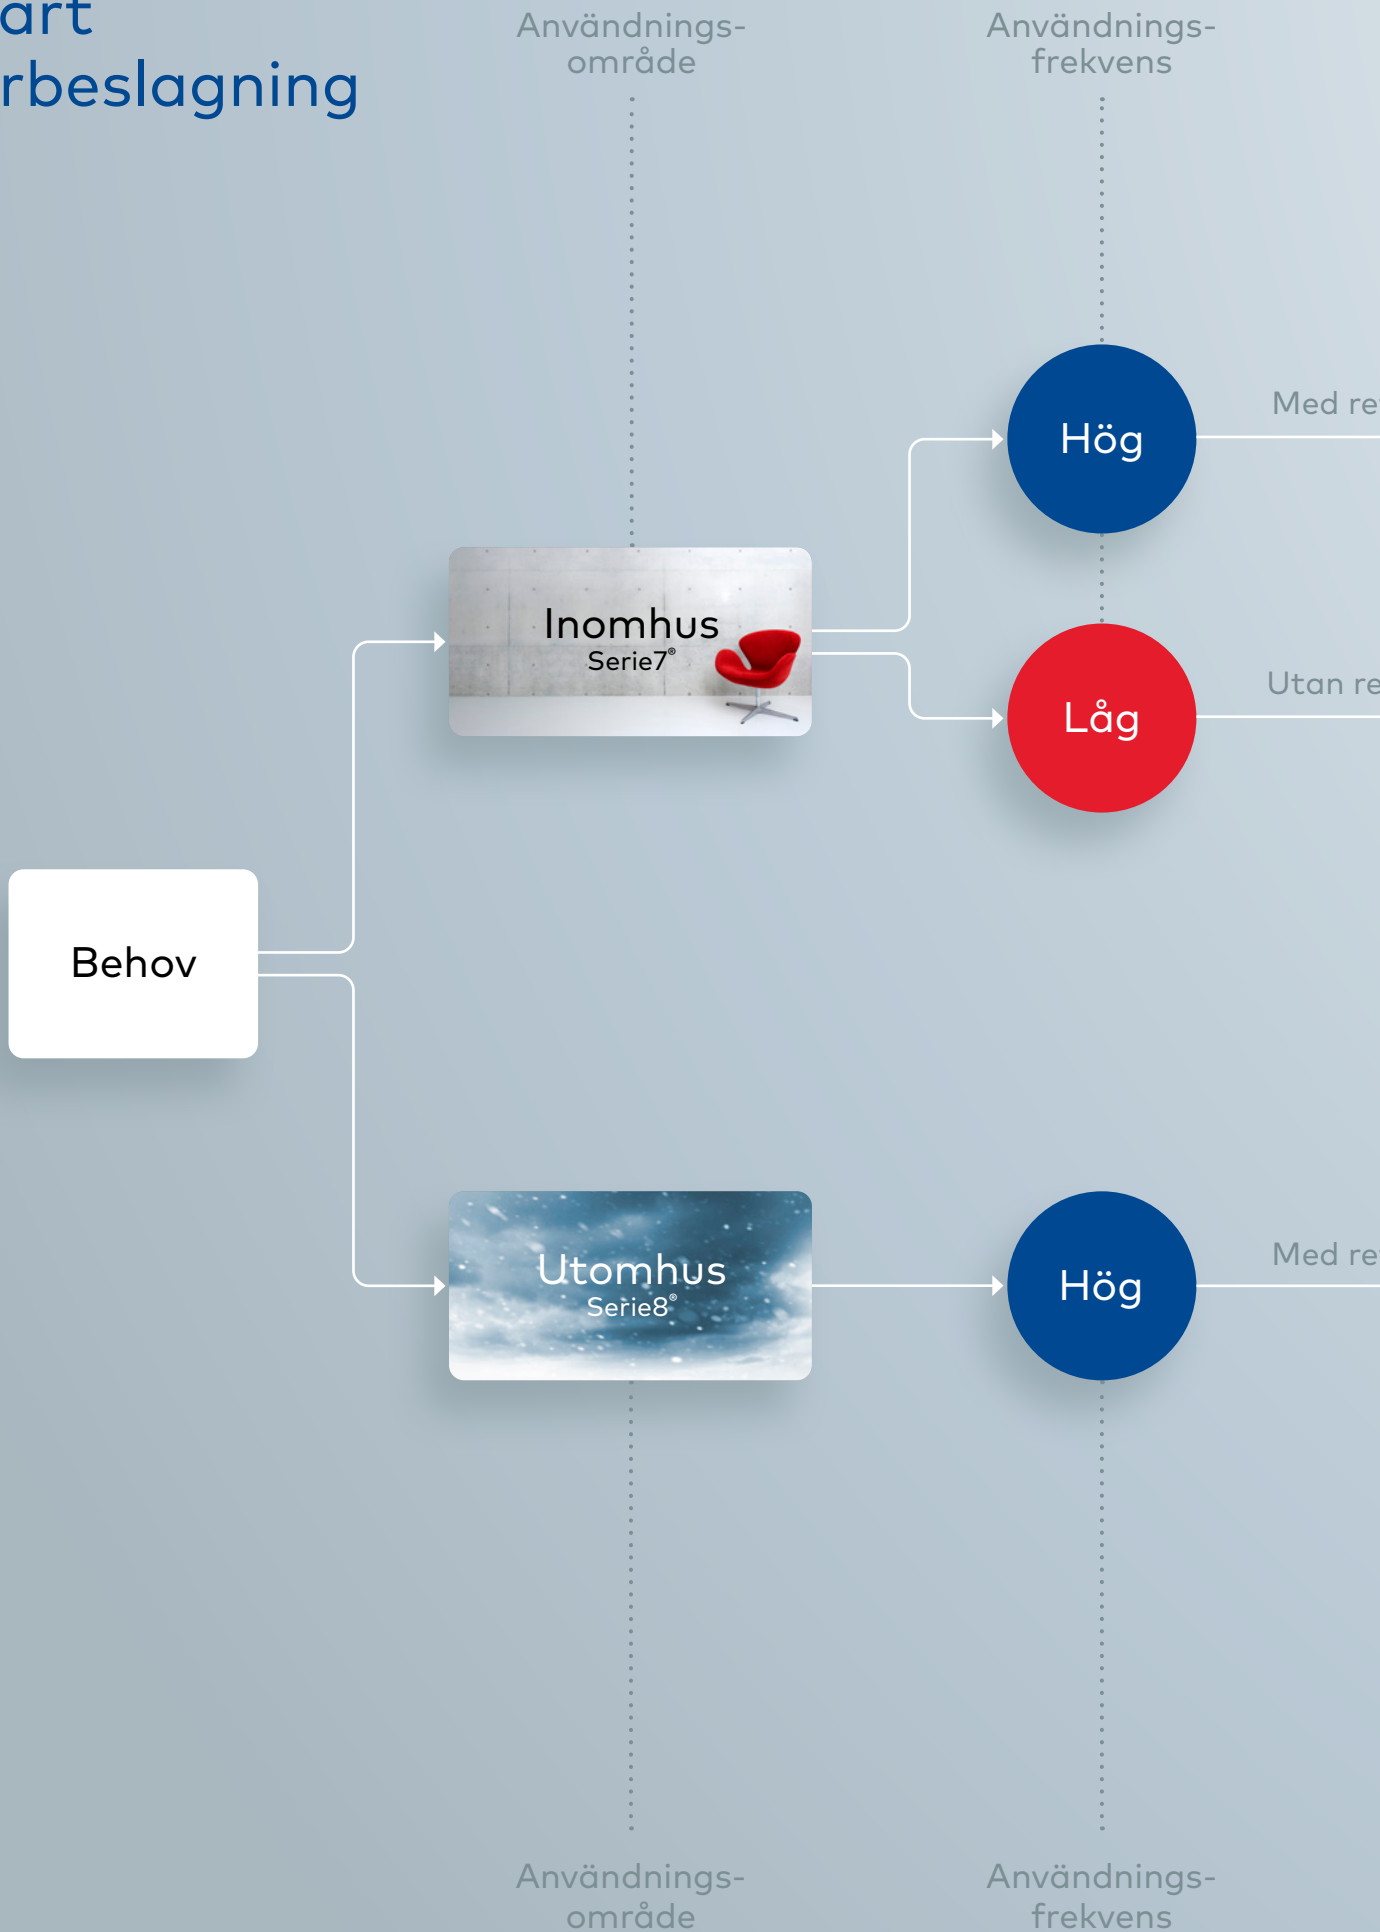 art
rbeslagning
Användnings-
område
Användnings-
frekvens
Hög
Med re
Inomhus
Serie7®
Låg
Utan re
Behov
Utomhus
Serie8®
Hög
Med re
Användnings-
område
Användnings-
frekvens